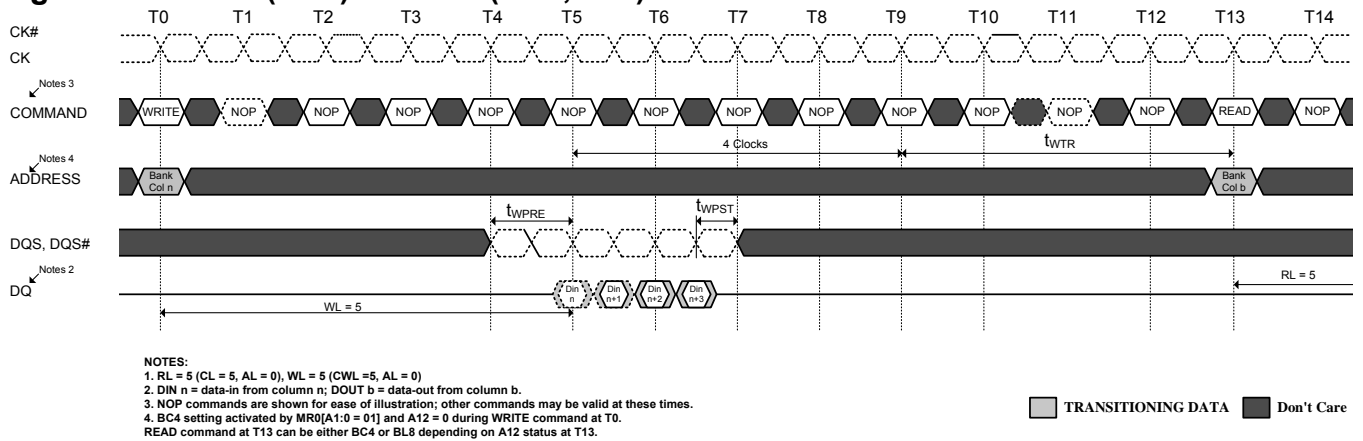 T0 T1 T2 T3 T4 T5 T6 T7 T8 T9 T10 T11 T12 T13 T14
CK#
CK
Notes 3
COMMAND
WRITE NOP NOP NOP NOP NOP NOP NOP NOP NOP NOP NOP NOP READ NOP
4 Clocks
tWTR
Notes 4
ADDRESS
Bank
Col n
Bank
Col b
tWPRE
tWPST
DQS, DQS#
Notes 2
DQ
Din
n
Din
n+1
Din
n+2
Din
n+3
RL = 5
WL = 5
NOTES:
1. RL = 5 (CL = 5, AL = 0), WL = 5 (CWL =5, AL = 0)
2. DIN n = data-in from column n; DOUT b = data-out from column b.
3. NOP commands are shown for ease of illustration; other commands may be valid at these times.
4. BC4 setting activated by MR0[A1:0 = 01] and A12 = 0 during WRITE command at T0.
READ command at T13 can be either BC4 or BL8 depending on A12 status at T13.
TRANSITIONING DATA
Don't Care